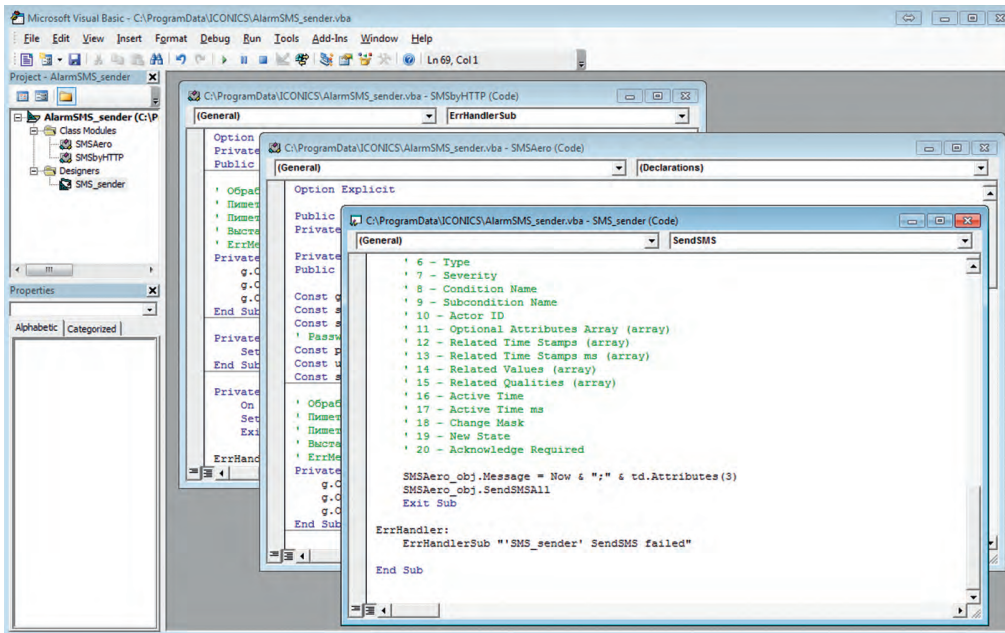 Microsoft Visual Basic - C:\ProgramData\ICONICS\AlarmSMS_sender.vba
File Edit View Insert Format Debug Run Tools Add-Ins Window Help
Ln 69, Col 1
Project - AlarmSMS_sender
AlarmSMS_sender (C:\P
Class Modules
SMSAero
SMSbyHTTP
Designers
SMS_sender
Properties
Alphabetic Categorized
C:\ProgramData\ICONICS\AlarmSMS_sender.vba - SMSbyHTTP (Code)
(General) ErrHandlerSub
Option
Private
Public
' Обраб
' Пишет
' Пишет
' Выста
' ErrMe
Private
g.C
g.C
g.C
End Sub
Private
Set
End Sub
Private
On
Set
Exi
ErrHand
C:\ProgramData\ICONICS\AlarmSMS_sender.vba - SMSAero (Code)
(General) (Declarations)
Option Explicit
Public
Private
Private
Public
Const g
Const s
Const s
' Passw
Const p
Const u
Const s
' Обраб
' Пишет
' Пишет
' Выста
' ErrMe
Private
g.C
g.C
g.C
End Sub
C:\ProgramData\ICONICS\AlarmSMS_sender.vba - SMS_sender (Code)
(General) SendSMS
' 6 - Type
' 7 - Severity
' 8 - Condition Name
' 9 - Subcondition Name
' 10 - Actor ID
' 11 - Optional Attributes Array (array)
' 12 - Related Time Stamps (array)
' 13 - Related Time Stamps ms (array)
' 14 - Related Values (array)
' 15 - Related Qualities (array)
' 16 - Active Time
' 17 - Active Time ms
' 18 - Change Mask
' 19 - New State
' 20 - Acknowledge Required
SMSAero_obj.Message = Now & ";" & td.Attributes(3)
SMSAero_obj.SendSMSAll
Exit Sub
ErrHandler:
ErrHandlerSub "'SMS_sender' SendSMS failed"
End Sub